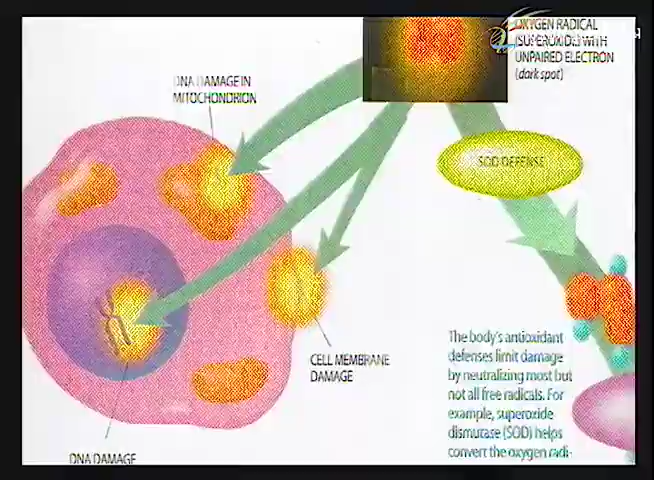 OXYGEN RADICAL
(SUPEROXIDE) WITH
UNPAIRED ELECTRON
(dark spot)
DNA DAMAGE IN
MITOCHONDRION
SOD DEFENSE
CELL MEMBRANE
DAMAGE
DNA DAMAGE
The body's antioxidant
defenses limit damage
by neutralizing most but
not all free radicals. For
example, superoxide
dismutase (SOD) helps
convert the oxygen radi-